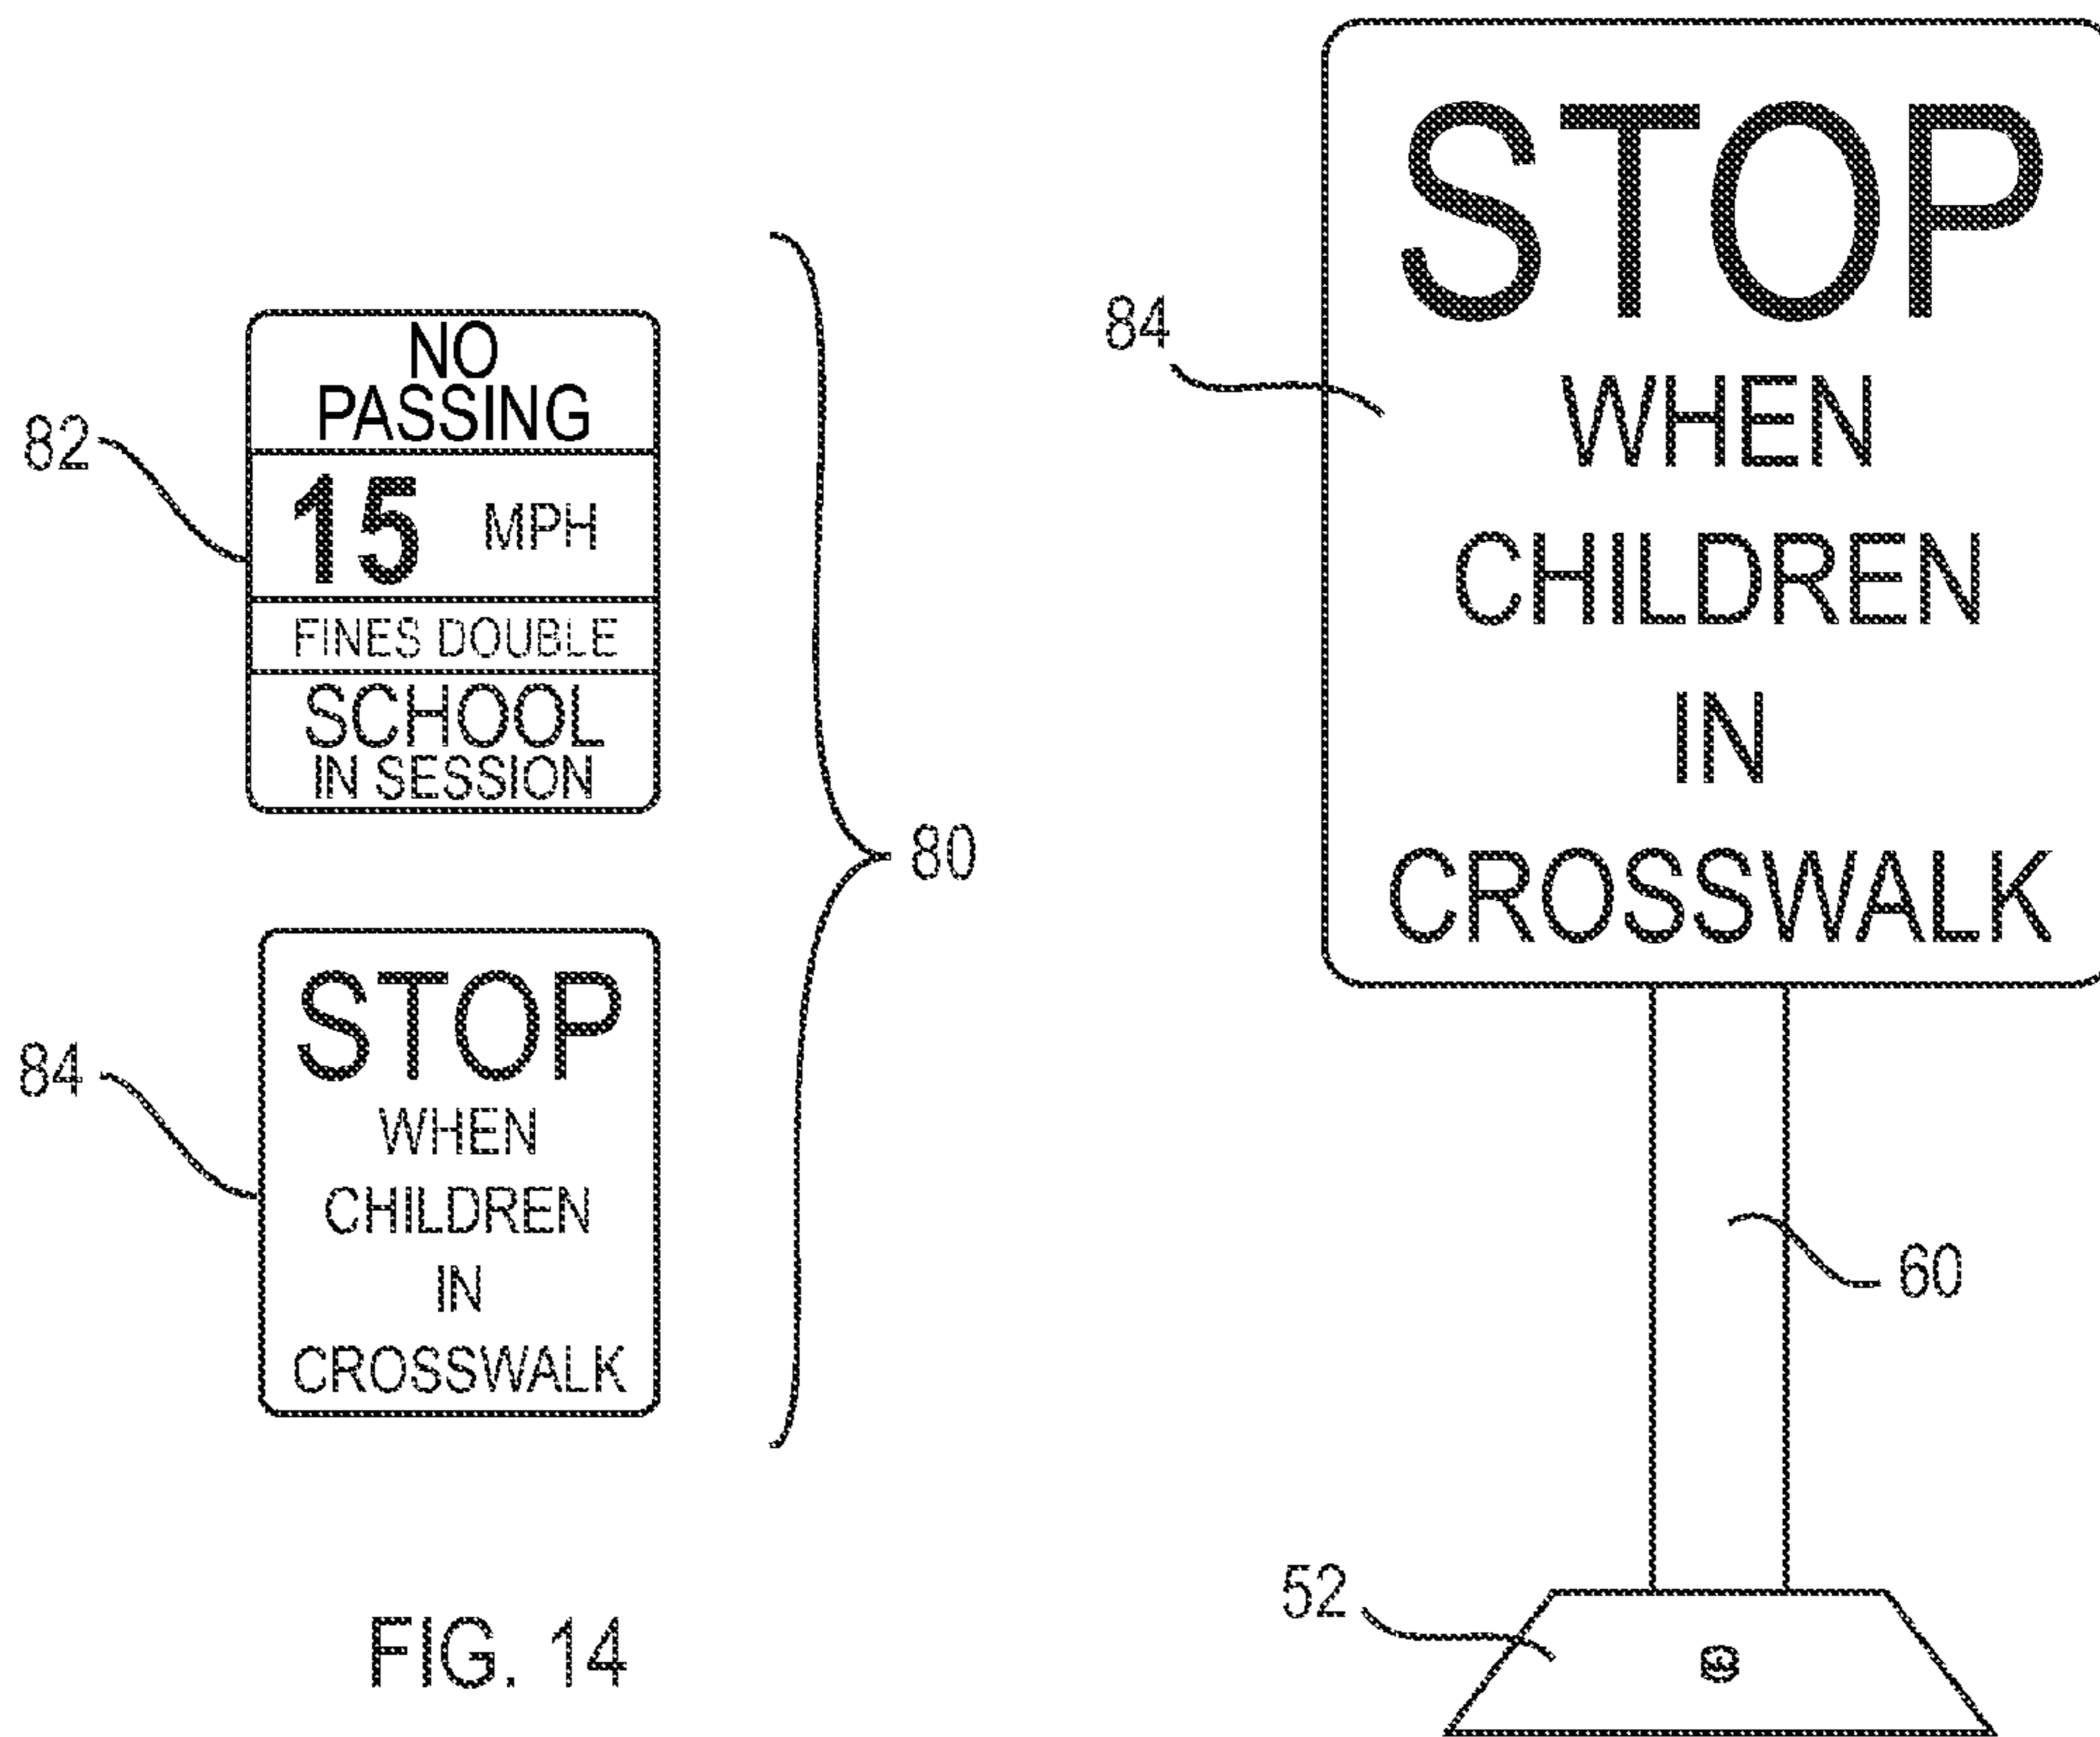 NO
PASSING
82
15 MPH
FINES DOUBLE
SCHOOL
IN SESSION
80
84
STOP
WHEN
CHILDREN
IN
CROSSWALK
FIG. 14
84
STOP
WHEN
CHILDREN
IN
CROSSWALK
60
52